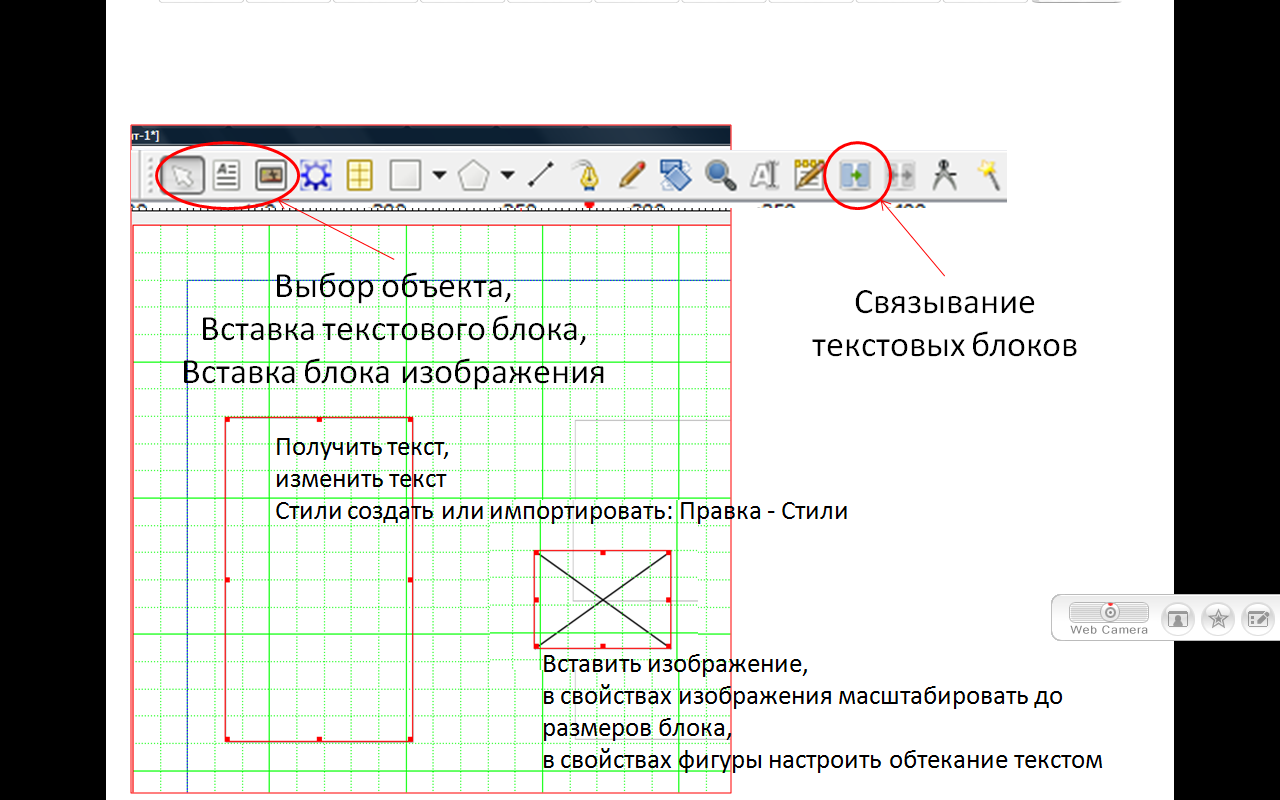 т-1*]
Выбор объекта,
Вставка текстового блока,
Вставка блока изображения
Связывание
текстовых блоков
Получить текст,
изменить текст
Стили создать или импортировать: Правка - Стили
Вставить изображение,
в свойствах изображения масштабировать до
размеров блока,
в свойствах фигуры настроить обтекание текстом
Web Camera